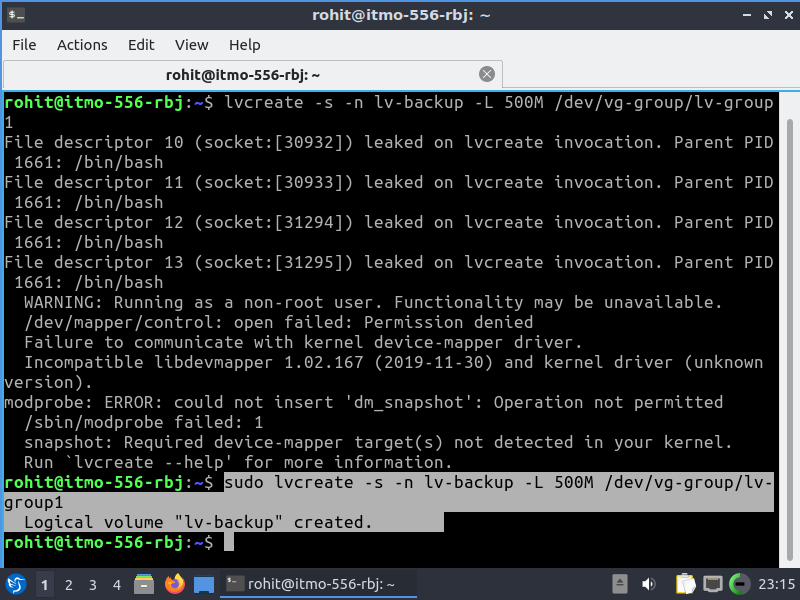 rohit@itmo-556-rbj: ~
File Actions Edit View Help
rohit@itmo-556-rbj: ~
rohit@itmo-556-rbj:~$ lvcreate -s -n lv-backup -L 500M /dev/vg-group/lv-group
1
File descriptor 10 (socket:[30932]) leaked on lvcreate invocation. Parent PID
 1661: /bin/bash
File descriptor 11 (socket:[30933]) leaked on lvcreate invocation. Parent PID
 1661: /bin/bash
File descriptor 12 (socket:[31294]) leaked on lvcreate invocation. Parent PID
 1661: /bin/bash
File descriptor 13 (socket:[31295]) leaked on lvcreate invocation. Parent PID
 1661: /bin/bash
  WARNING: Running as a non-root user. Functionality may be unavailable.
  /dev/mapper/control: open failed: Permission denied
  Failure to communicate with kernel device-mapper driver.
  Incompatible libdevmapper 1.02.167 (2019-11-30) and kernel driver (unknown
version).
modprobe: ERROR: could not insert 'dm_snapshot': Operation not permitted
  /sbin/modprobe failed: 1
  snapshot: Required device-mapper target(s) not detected in your kernel.
  Run `lvcreate --help' for more information.
rohit@itmo-556-rbj:~$ sudo lvcreate -s -n lv-backup -L 500M /dev/vg-group/lv-
group1
  Logical volume "lv-backup" created.
rohit@itmo-556-rbj:~$
1 2 3 4 rohit@itmo-556-rbj: ~ 23:15